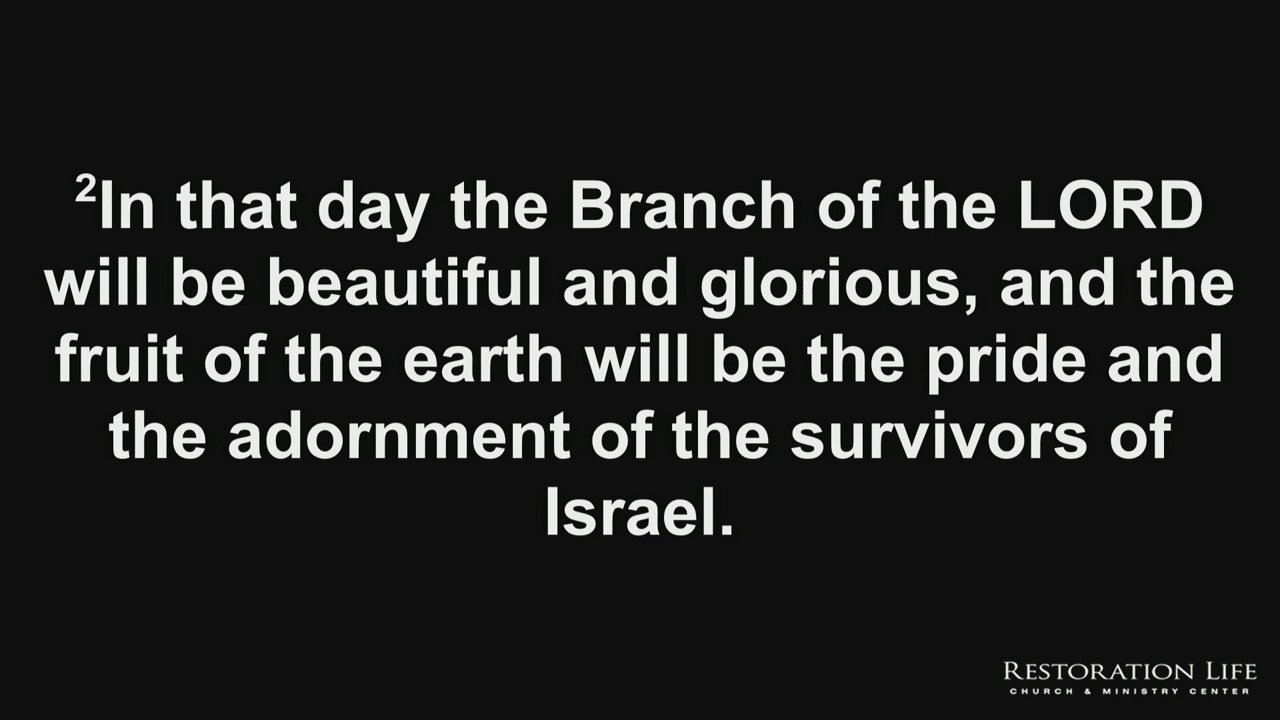 ²In that day the Branch of the LORD
will be beautiful and glorious, and the
fruit of the earth will be the pride and
the adornment of the survivors of
Israel.
RESTORATION LIFE
CHURCH & MINISTRY CENTER